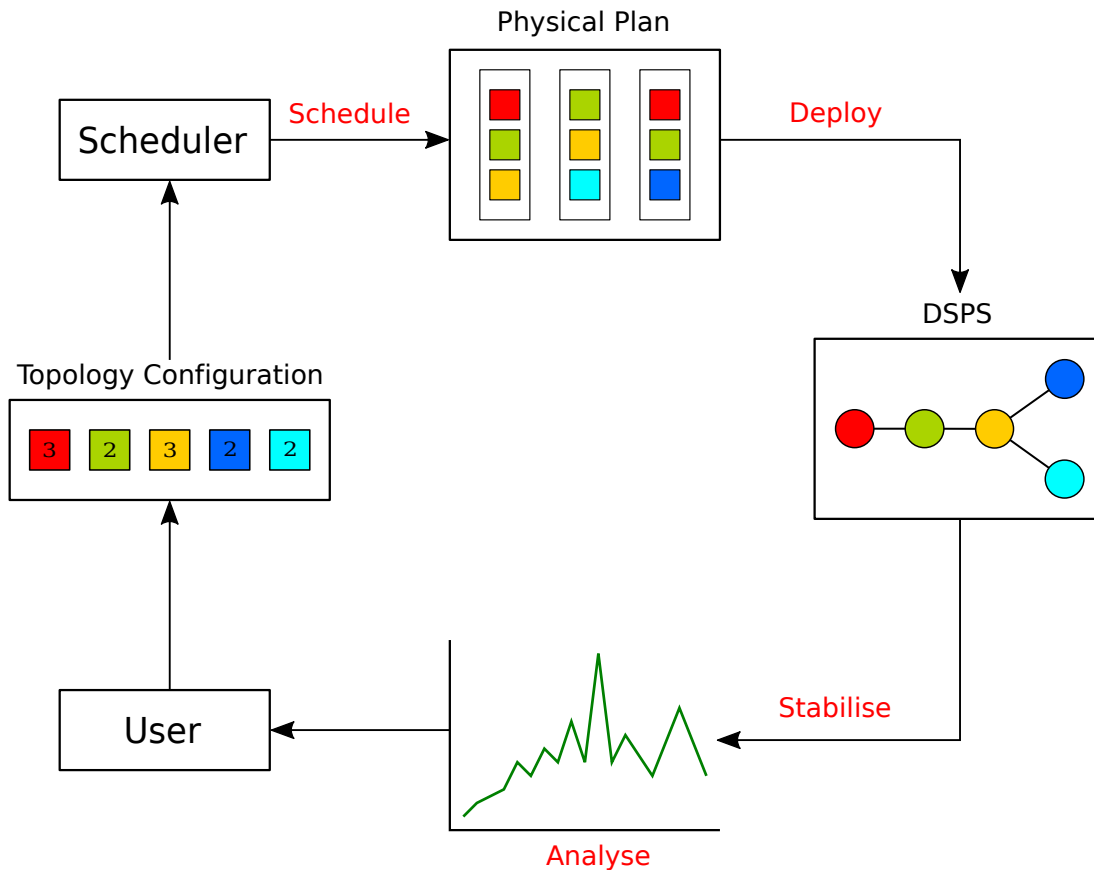 Physical Plan
Scheduler
Schedule
Deploy
DSPS
Topology Configuration
3 2 3 2 2
User
Stabilise
Analyse